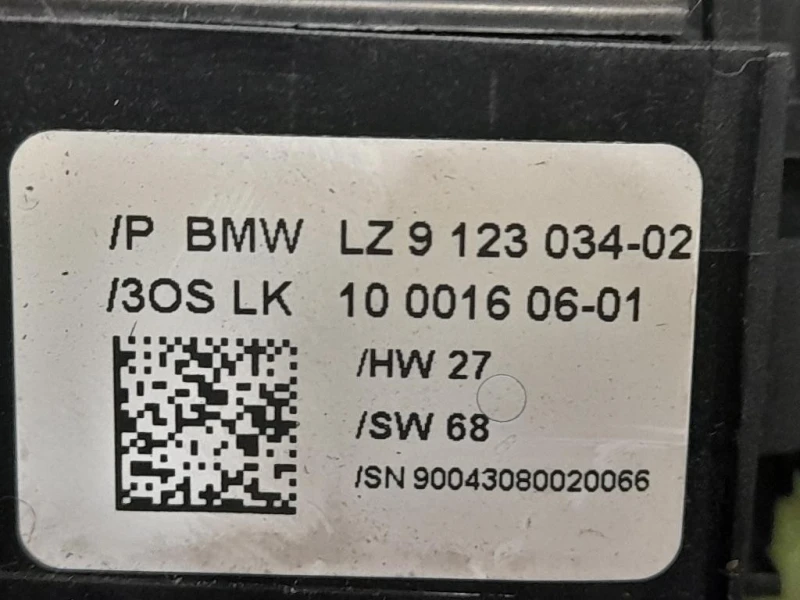 /P BMW LZ 9 123 034-02
/3OS LK 10 0016 06-01
/HW 27
/SW 68
/SN 90043080020066